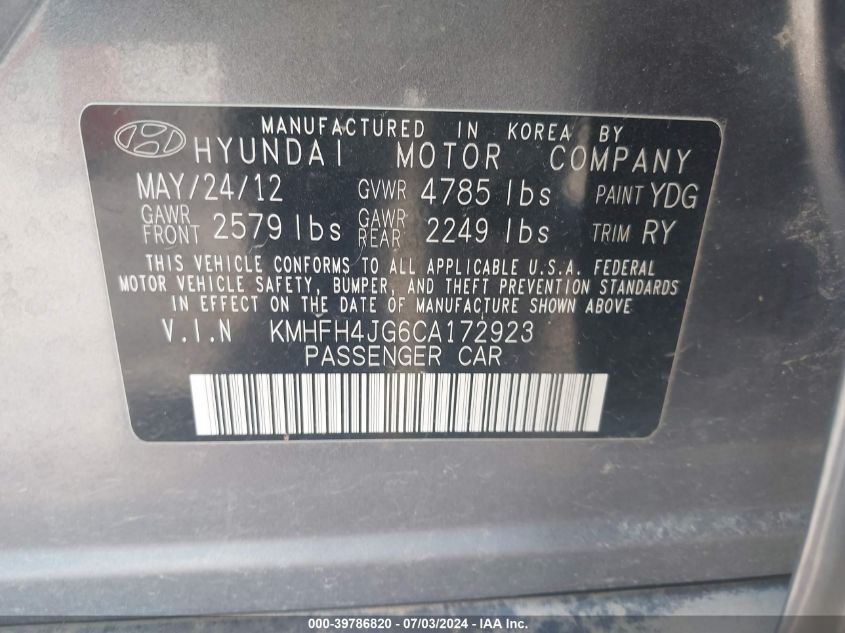 MANUFACTURED IN KOREA BY
HYUNDAI MOTOR COMPANY
MAY/24/12 GVWR 4785 lbs PAINT YDG
GAWR FRONT 2579 lbs GAWR REAR 2249 lbs TRIM RY
THIS VEHICLE CONFORMS TO ALL APPLICABLE U.S.A. FEDERAL
MOTOR VEHICLE SAFETY, BUMPER, AND THEFT PREVENTION STANDARDS
IN EFFECT ON THE DATE OF MANUFACTURE SHOWN ABOVE
V.I.N KMHFH4JG6CA172923
PASSENGER CAR
000-39786820 - 07/03/2024 - IAAI.com